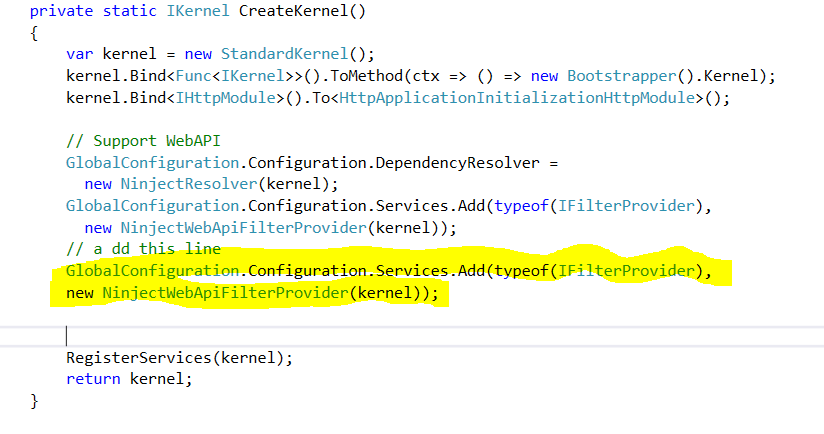 private static IKernel CreateKernel()
{
var kernel = new StandardKernel();
kernel.Bind<Func<IKernel>>().ToMethod(ctx => () => new Bootstrapper().Kernel);
kernel.Bind<IHttpModule>().To<HttpApplicationInitializationHttpModule>();
// Support WebAPI
GlobalConfiguration.Configuration.DependencyResolver =
new NinjectResolver(kernel);
GlobalConfiguration.Configuration.Services.Add(typeof(IFilterProvider),
new NinjectWebApiFilterProvider(kernel));
// a dd this line
GlobalConfiguration.Configuration.Services.Add(typeof(IFilterProvider),
new NinjectWebApiFilterProvider(kernel));
RegisterServices(kernel);
return kernel;
}